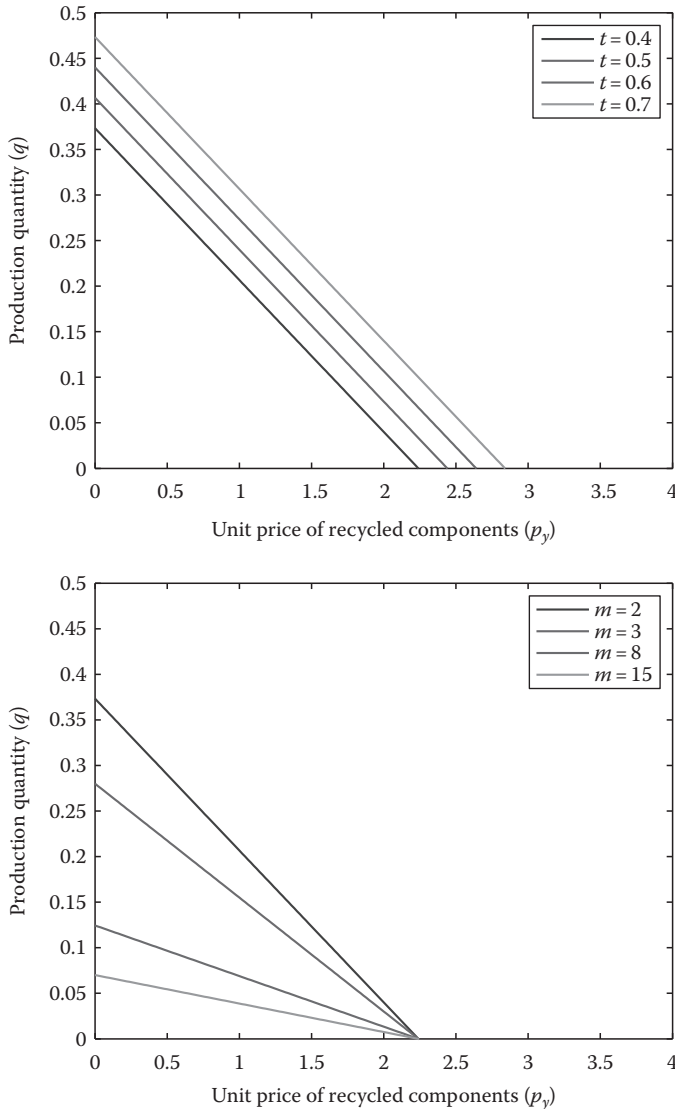 0.5
0.45
0.4
0.35
0.3
0.25
0.2
0.15
0.1
0.05
0
Production quantity (q)
t = 0.4
t = 0.5
t = 0.6
t = 0.7
0 0.5 1 1.5 2 2.5 3 3.5 4
Unit price of recycled components (p_y)
0.5
0.45
0.4
0.35
0.3
0.25
0.2
0.15
0.1
0.05
0
Production quantity (q)
m = 2
m = 3
m = 8
m = 15
0 0.5 1 1.5 2 2.5 3 3.5 4
Unit price of recycled components (p_y)